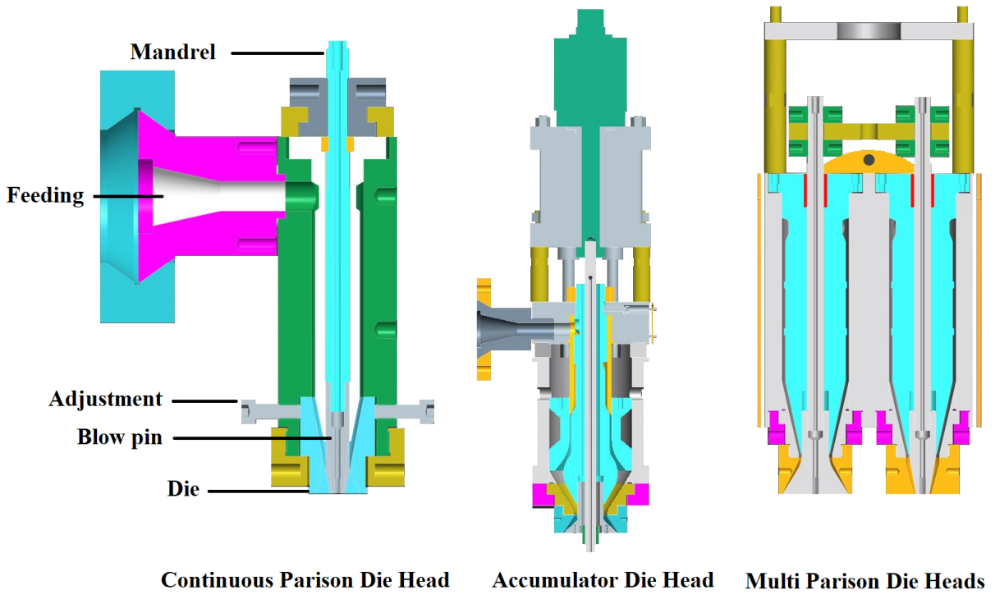 Mandrel
Feeding
Adjustment
Blow pin
Die
Continuous Parison Die Head
Accumulator Die Head
Multi Parison Die Heads